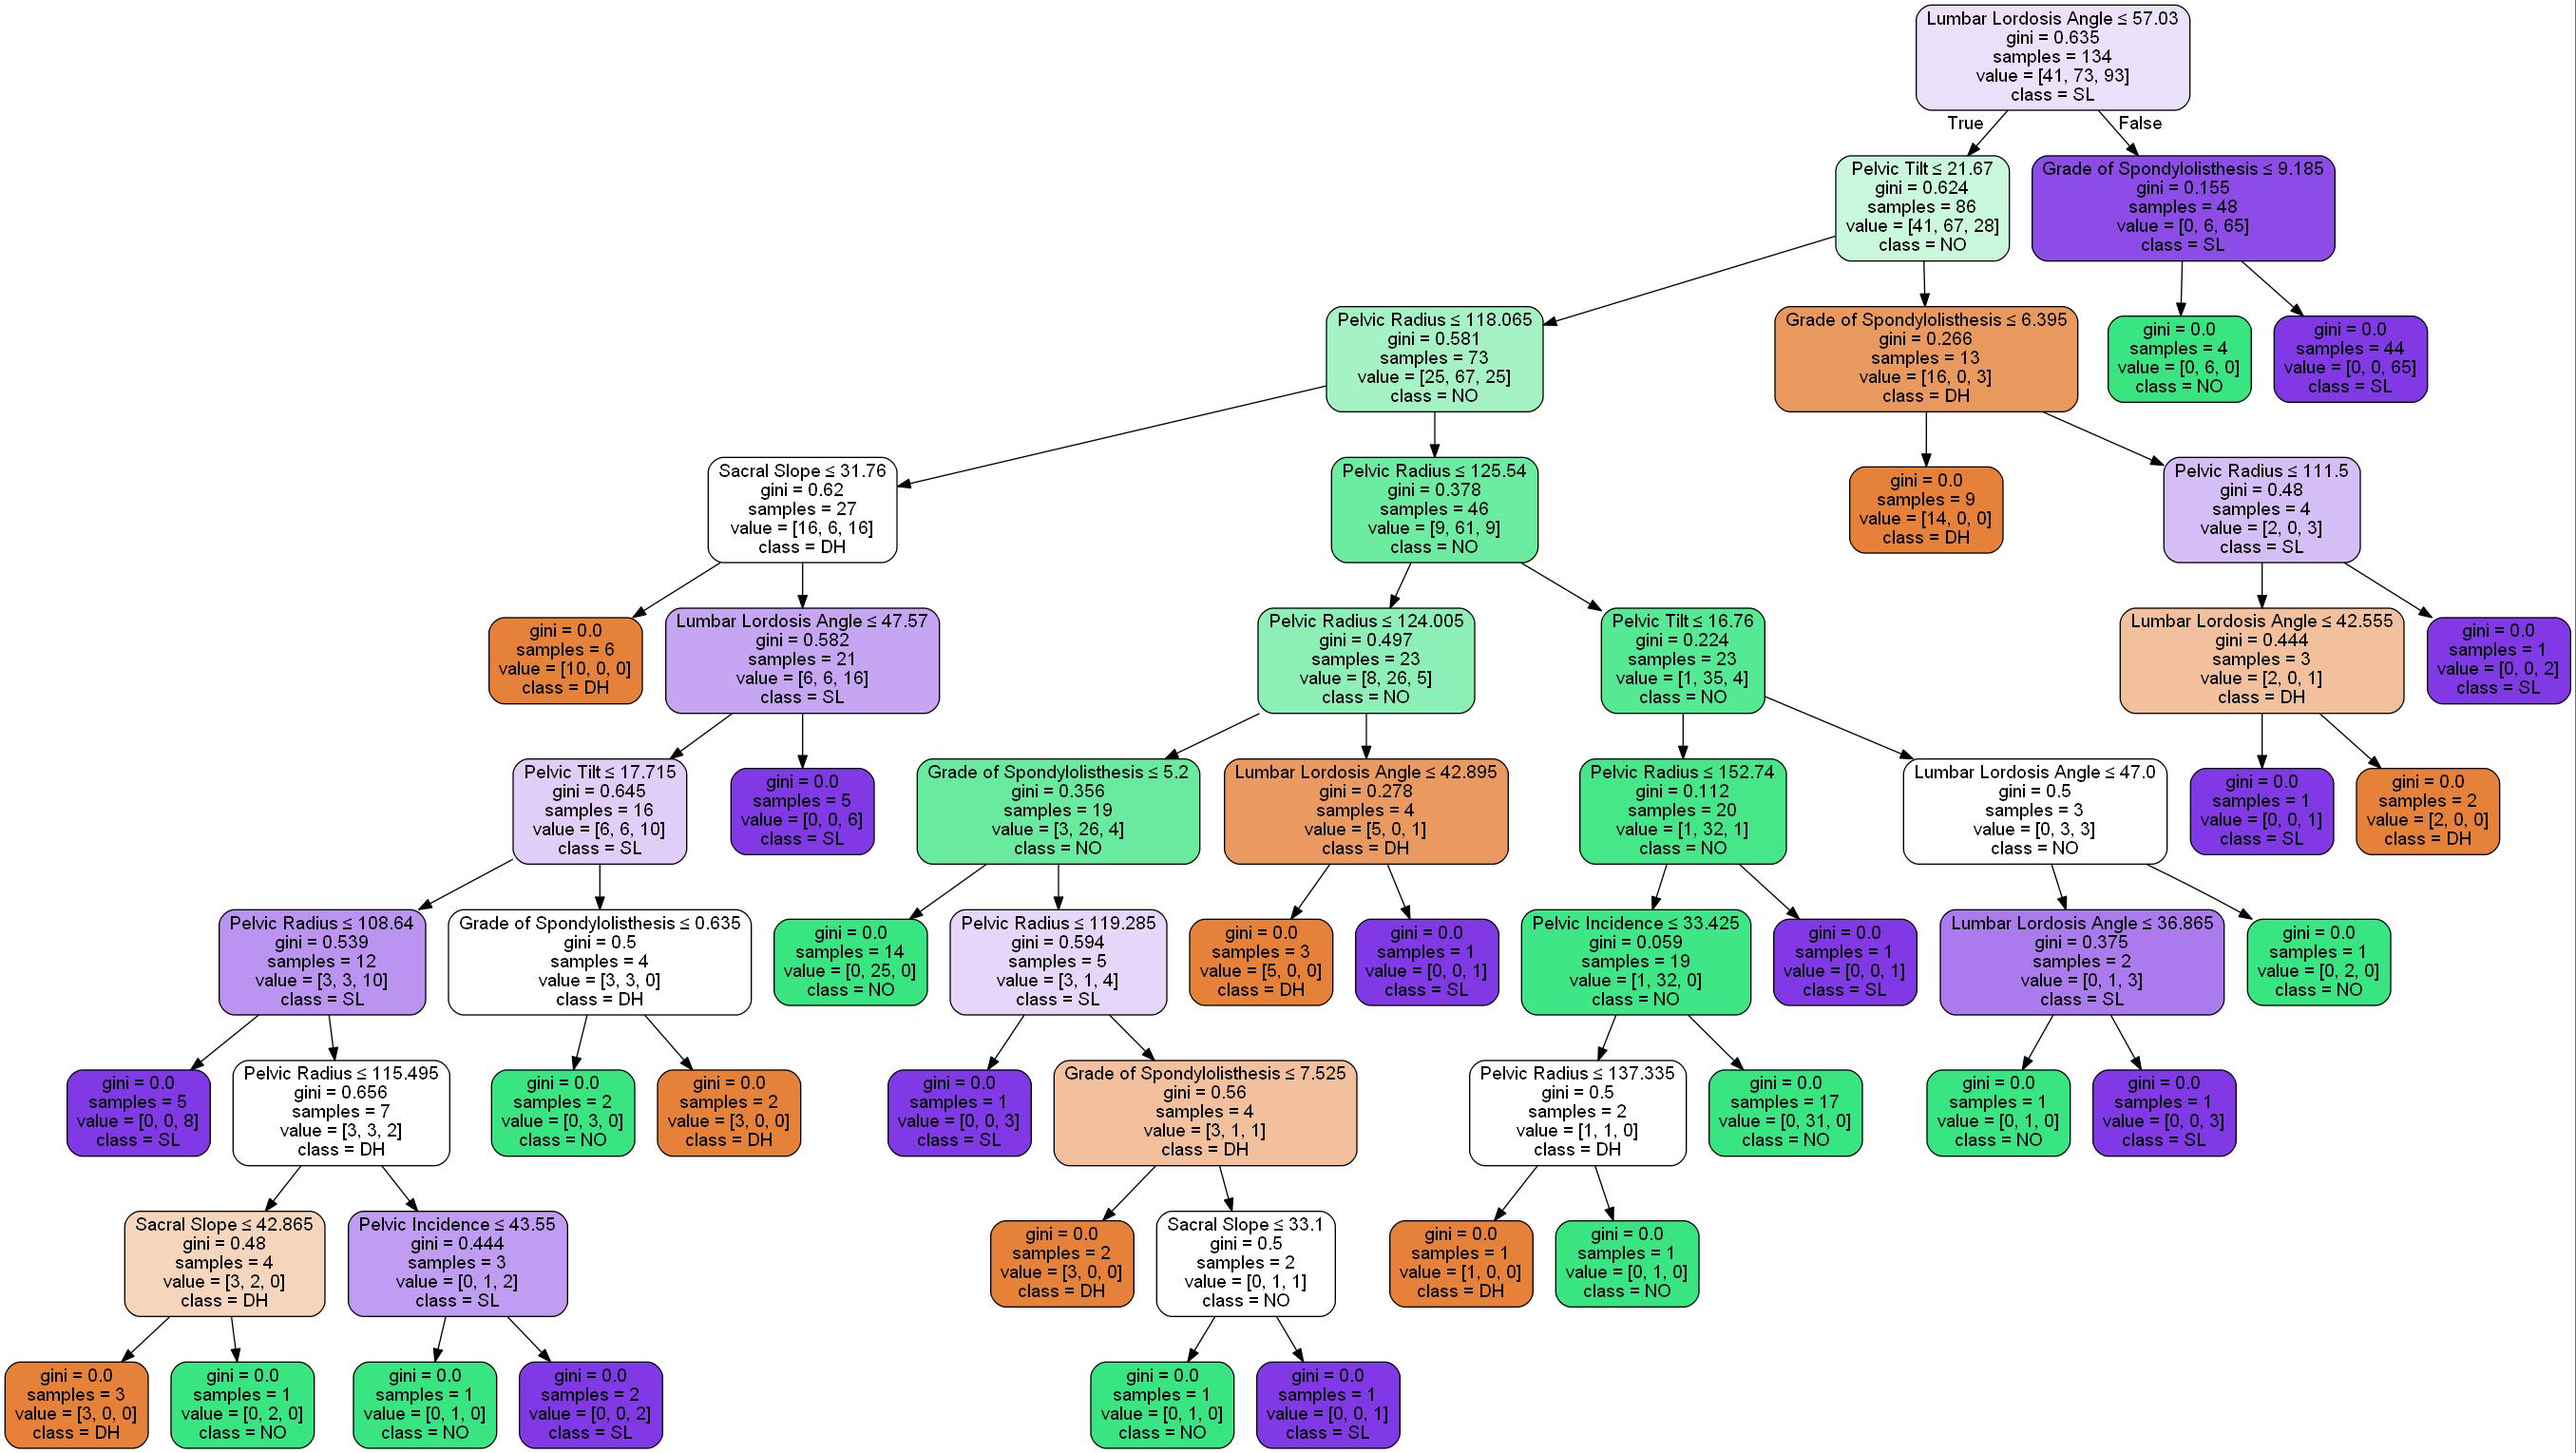 Lumbar Lordosis Angle ≤ 57.03
gini = 0.635
samples = 134
value = [41, 73, 93]
class = SL
True
False
Pelvic Tilt ≤ 21.67
gini = 0.624
samples = 86
value = [41, 67, 28]
class = NO
Grade of Spondylolisthesis ≤ 9.185
gini = 0.155
samples = 48
value = [0, 6, 65]
class = SL
Pelvic Radius ≤ 118.065
gini = 0.581
samples = 73
value = [25, 67, 25]
class = NO
Grade of Spondylolisthesis ≤ 6.395
gini = 0.266
samples = 13
value = [16, 0, 3]
class = DH
gini = 0.0
samples = 4
value = [0, 6, 0]
class = NO
gini = 0.0
samples = 44
value = [0, 0, 65]
class = SL
Sacral Slope ≤ 31.76
gini = 0.62
samples = 27
value = [16, 6, 16]
class = DH
Pelvic Radius ≤ 125.54
gini = 0.378
samples = 46
value = [9, 61, 9]
class = NO
gini = 0.0
samples = 9
value = [14, 0, 0]
class = DH
Pelvic Radius ≤ 111.5
gini = 0.48
samples = 4
value = [2, 0, 3]
class = SL
gini = 0.0
samples = 6
value = [10, 0, 0]
class = DH
Lumbar Lordosis Angle ≤ 47.57
gini = 0.582
samples = 21
value = [6, 6, 16]
class = SL
Pelvic Radius ≤ 124.005
gini = 0.497
samples = 23
value = [8, 26, 5]
class = NO
Pelvic Tilt ≤ 16.76
gini = 0.224
samples = 23
value = [1, 35, 4]
class = NO
Lumbar Lordosis Angle ≤ 42.555
gini = 0.444
samples = 3
value = [2, 0, 1]
class = DH
gini = 0.0
samples = 1
value = [0, 0, 2]
class = SL
Pelvic Tilt ≤ 17.715
gini = 0.645
samples = 16
value = [6, 6, 10]
class = SL
gini = 0.0
samples = 5
value = [0, 0, 6]
class = SL
Grade of Spondylolisthesis ≤ 5.2
gini = 0.356
samples = 19
value = [3, 26, 4]
class = NO
Lumbar Lordosis Angle ≤ 42.895
gini = 0.278
samples = 4
value = [5, 0, 1]
class = DH
Pelvic Radius ≤ 152.74
gini = 0.112
samples = 20
value = [1, 32, 1]
class = NO
Lumbar Lordosis Angle ≤ 47.0
gini = 0.5
samples = 3
value = [0, 3, 3]
class = NO
gini = 0.0
samples = 1
value = [0, 0, 1]
class = SL
gini = 0.0
samples = 2
value = [2, 0, 0]
class = DH
Pelvic Radius ≤ 108.64
gini = 0.539
samples = 12
value = [3, 3, 10]
class = SL
Grade of Spondylolisthesis ≤ 0.635
gini = 0.5
samples = 4
value = [3, 3, 0]
class = DH
gini = 0.0
samples = 14
value = [0, 25, 0]
class = NO
Pelvic Radius ≤ 119.285
gini = 0.594
samples = 5
value = [3, 1, 4]
class = SL
gini = 0.0
samples = 3
value = [5, 0, 0]
class = DH
gini = 0.0
samples = 1
value = [0, 0, 1]
class = SL
Pelvic Incidence ≤ 33.425
gini = 0.059
samples = 19
value = [1, 32, 0]
class = NO
gini = 0.0
samples = 1
value = [0, 0, 1]
class = SL
Lumbar Lordosis Angle ≤ 36.865
gini = 0.375
samples = 2
value = [0, 1, 3]
class = SL
gini = 0.0
samples = 1
value = [0, 2, 0]
class = NO
gini = 0.0
samples = 5
value = [0, 0, 8]
class = SL
Pelvic Radius ≤ 115.495
gini = 0.656
samples = 7
value = [3, 3, 2]
class = DH
gini = 0.0
samples = 2
value = [0, 3, 0]
class = NO
gini = 0.0
samples = 2
value = [3, 0, 0]
class = DH
gini = 0.0
samples = 1
value = [0, 0, 3]
class = SL
Grade of Spondylolisthesis ≤ 7.525
gini = 0.56
samples = 4
value = [3, 1, 1]
class = DH
Pelvic Radius ≤ 137.335
gini = 0.5
samples = 2
value = [1, 1, 0]
class = DH
gini = 0.0
samples = 17
value = [0, 31, 0]
class = NO
gini = 0.0
samples = 1
value = [0, 1, 0]
class = NO
gini = 0.0
samples = 1
value = [0, 0, 3]
class = SL
Sacral Slope ≤ 42.865
gini = 0.48
samples = 4
value = [3, 2, 0]
class = DH
Pelvic Incidence ≤ 43.55
gini = 0.444
samples = 3
value = [0, 1, 2]
class = SL
gini = 0.0
samples = 2
value = [3, 0, 0]
class = DH
Sacral Slope ≤ 33.1
gini = 0.5
samples = 2
value = [0, 1, 1]
class = NO
gini = 0.0
samples = 1
value = [1, 0, 0]
class = DH
gini = 0.0
samples = 1
value = [0, 1, 0]
class = NO
gini = 0.0
samples = 3
value = [3, 0, 0]
class = DH
gini = 0.0
samples = 1
value = [0, 2, 0]
class = NO
gini = 0.0
samples = 1
value = [0, 1, 0]
class = NO
gini = 0.0
samples = 2
value = [0, 0, 2]
class = SL
gini = 0.0
samples = 1
value = [0, 1, 0]
class = NO
gini = 0.0
samples = 1
value = [0, 0, 1]
class = SL